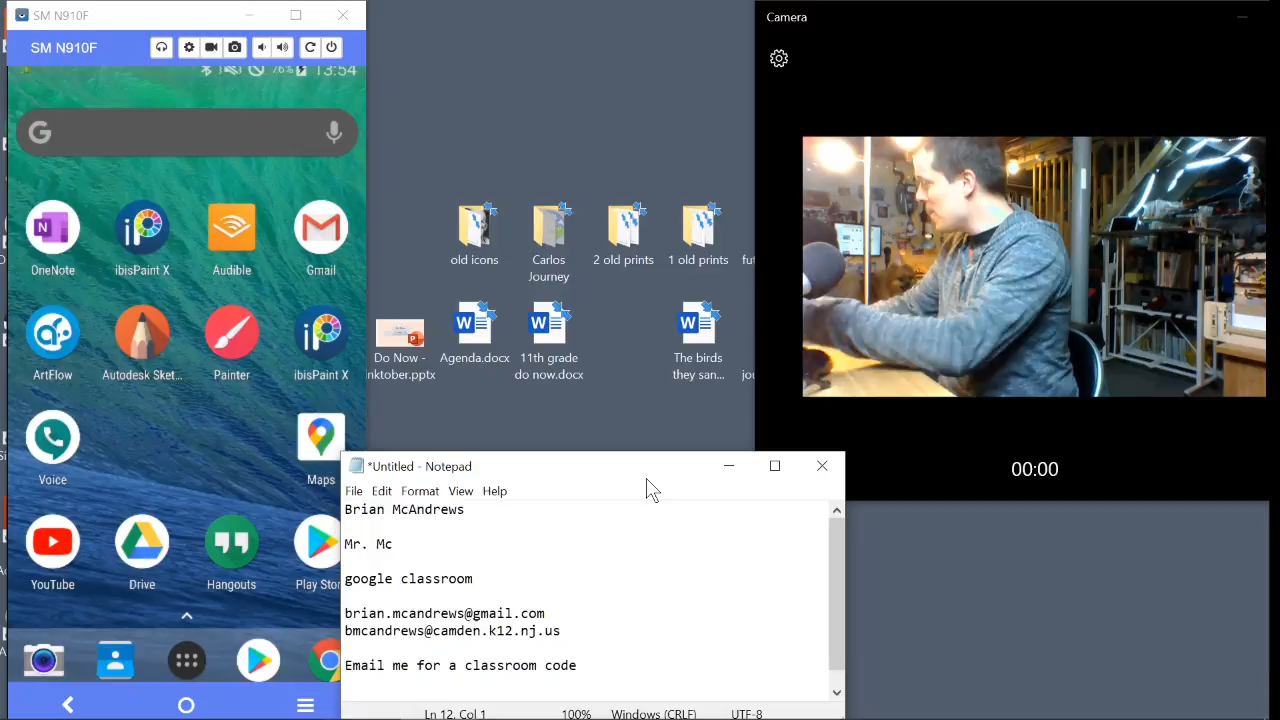 SM N910F
SM N910F
76% 13:54
OneNote
ibisPaint X
Audible
Gmail
ArtFlow
Autodesk Sket...
Painter
ibisPaint X
Voice
Maps
YouTube
Drive
Hangouts
Play Stor
old icons
Carlos
Journey
2 old prints
1 old prints
Do Now -
nktober.pptx
Agenda.docx
11th grade
do now.docx
The birds
they san...
Camera
00:00
*Untitled - Notepad
File Edit Format View Help
Brian McAndrews
Mr. Mc
google classroom
brian.mcandrews@gmail.com
bmcandrews@camden.k12.nj.us
Email me for a classroom code
Ln 12, Col 1 100% Windows (CRLF) UTF-8